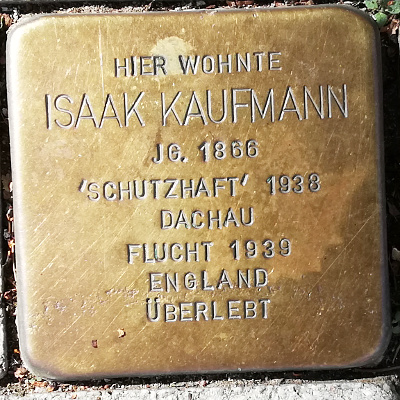 HIER WOHNTE
ISAAK KAUFMANN
JG. 1866
'SCHUTZHAFT' 1938
DACHAU
FLUCHT 1939
ENGLAND
ÜBERLEBT